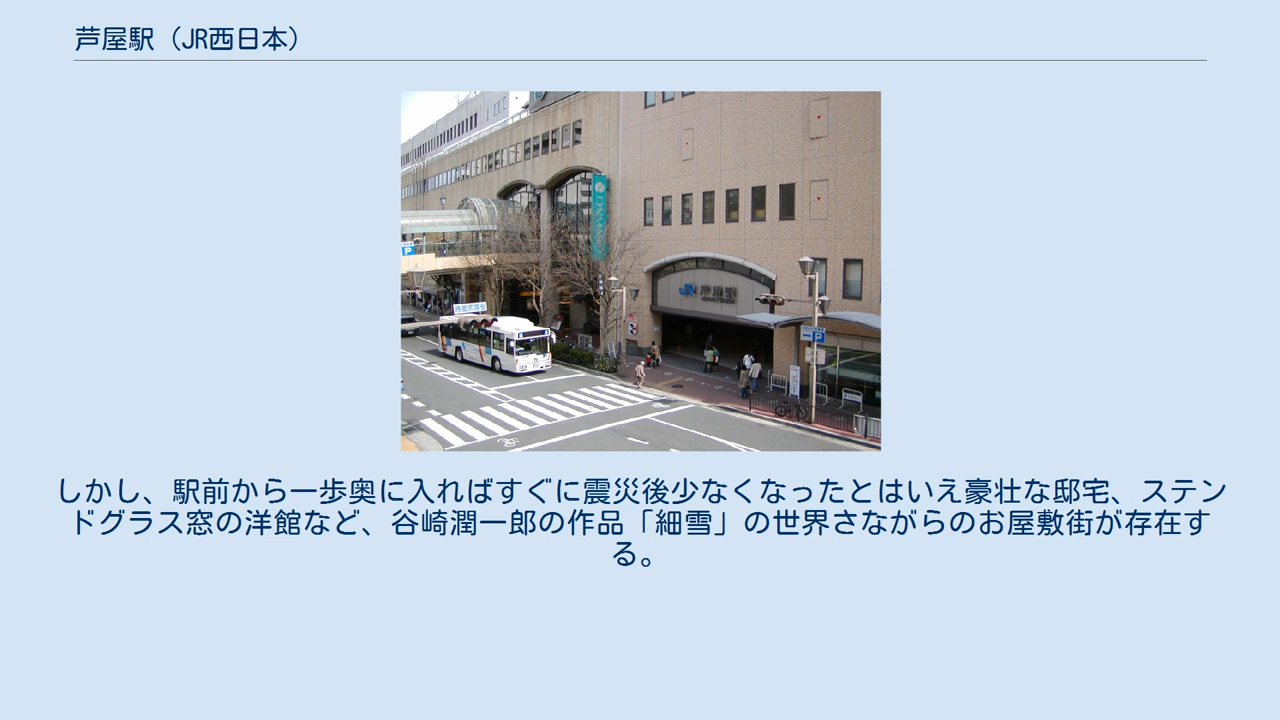 芦屋駅（JR西日本）
JR 芦屋駅
P
P
しかし、駅前から一歩奥に入ればすぐに震災後少なくなったとはいえ豪壮な邸宅、ステン
ドグラス窓の洋館など、谷崎潤一郎の作品「細雪」の世界さながらのお屋敷街が存在す
る。